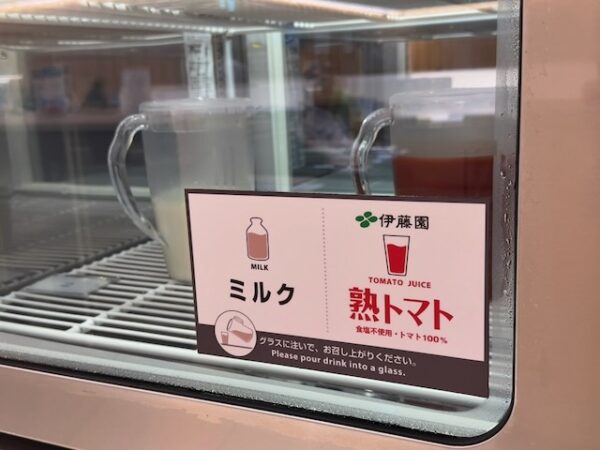 MILK
ミルク
伊藤園
TOMATO JUICE
熟トマト
食塩不使用・トマト100%
グラスに注いで、お召し上がりください。
Please pour drink into a glass.